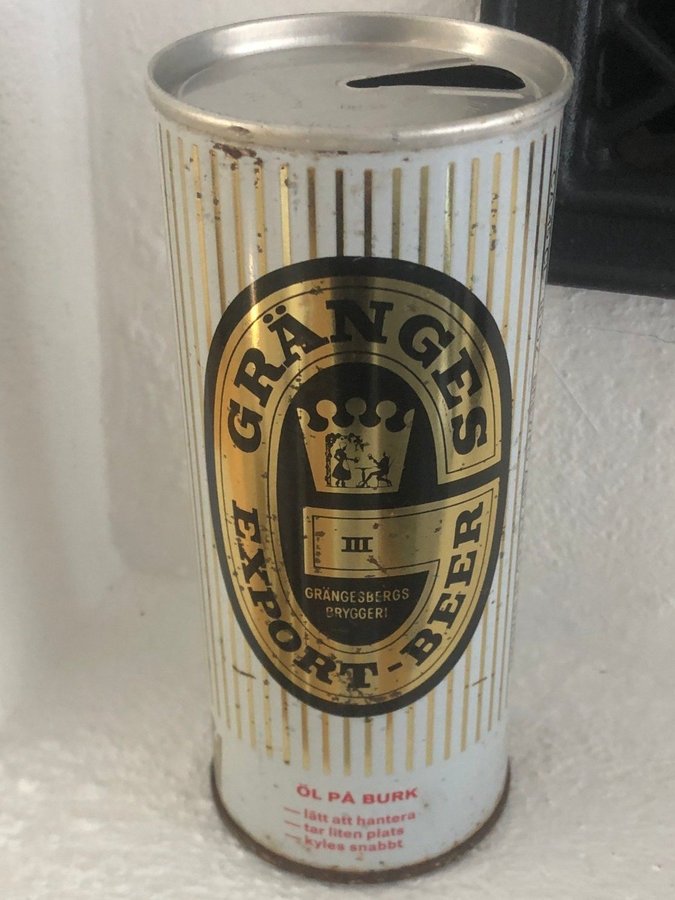 GRÄNGES
III
GRÄNGESBERGS
BRYGGERI
EXPORT-BEER
ÖL PÅ BURK
— lätt att hantera
— tar liten plats
— kyles snabbt